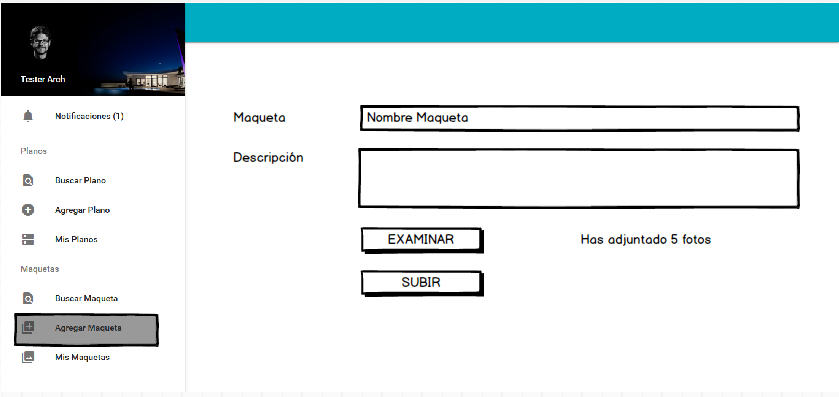 Tester Aroh
Notificaciones (1)
Planos
Buscar Plano
Agregar Plano
Mis Planos
Maquetas
Buscar Maqueta
Agregar Maqueta
Mis Maquetas
Maqueta
Nombre Maqueta
Descripción
EXAMINAR
Has adjuntado 5 fotos
SUBIR